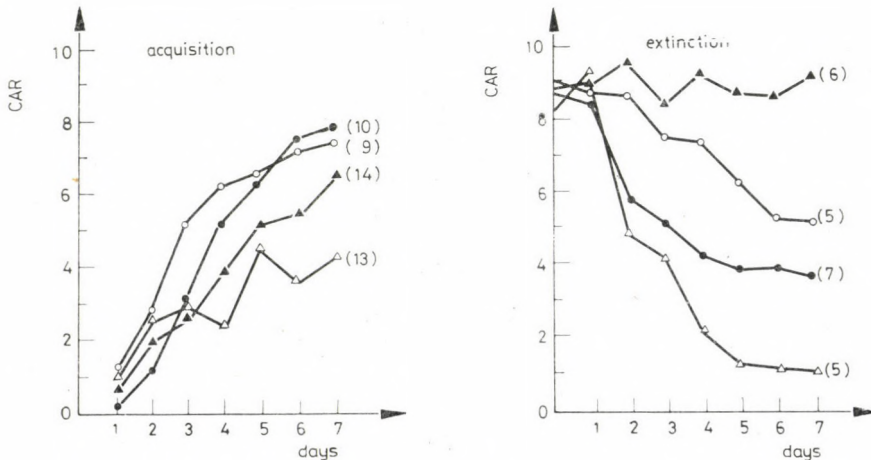 acquisition
CAR
10
8
6
4
2
0
(10)
(9)
(14)
(13)
1 2 3 4 5 6 7
days
extinction
CAR
10
8
6
4
2
0
(6)
(5)
(7)
(5)
1 2 3 4 5 6 7
days